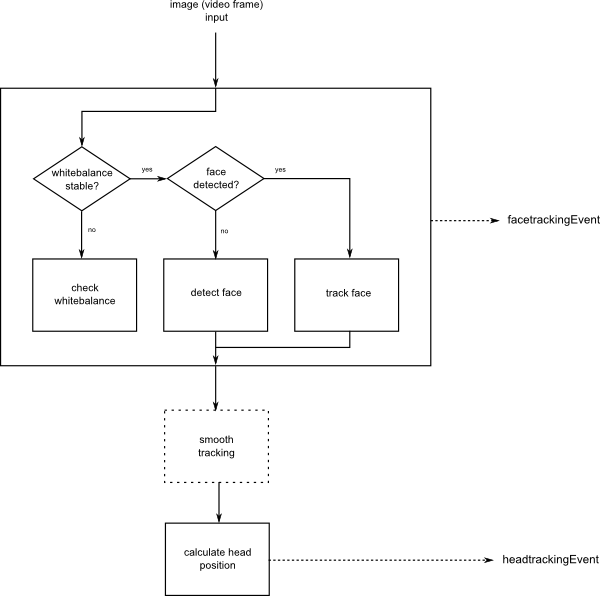 image (video frame)
input
whitebalance
stable?
yes
face
detected?
yes
facetrackingEvent
no
no
check
whitebalance
detect face
track face
smooth
tracking
calculate head
position
headtrackingEvent